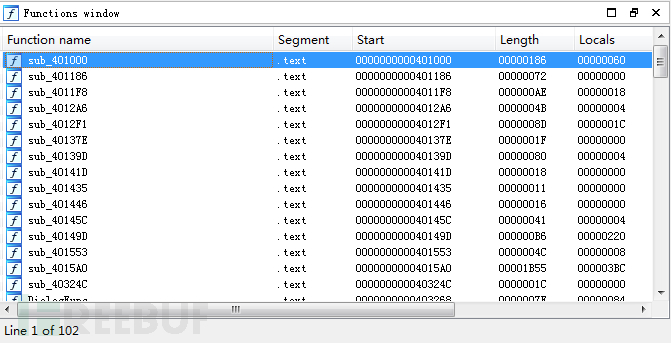 Functions window
Function name Segment Start Length Locals
sub_401000 .text 0000000000401000 00000186 00000060
sub_401186 .text 0000000000401186 00000072 00000000
sub_4011F8 .text 00000000004011F8 000000AE 00000018
sub_4012A6 .text 00000000004012A6 0000004B 00000004
sub_4012F1 .text 00000000004012F1 0000008D 0000001C
sub_40137E .text 000000000040137E 0000001F 00000000
sub_40139D .text 000000000040139D 00000080 00000004
sub_40141D .text 000000000040141D 00000018 00000000
sub_401435 .text 0000000000401435 00000011 00000000
sub_401446 .text 0000000000401446 00000016 00000000
sub_40145C .text 000000000040145C 00000041 00000004
sub_40149D .text 000000000040149D 000000B6 00000220
sub_401553 .text 0000000000401553 0000004C 00000008
sub_4015A0 .text 00000000004015A0 00001B55 000003BC
sub_40324C .text 000000000040324C 0000001C 00000000
DialogFunc .text 0000000000403268 0000007E 00000084
REEBUF
Line 1 of 102